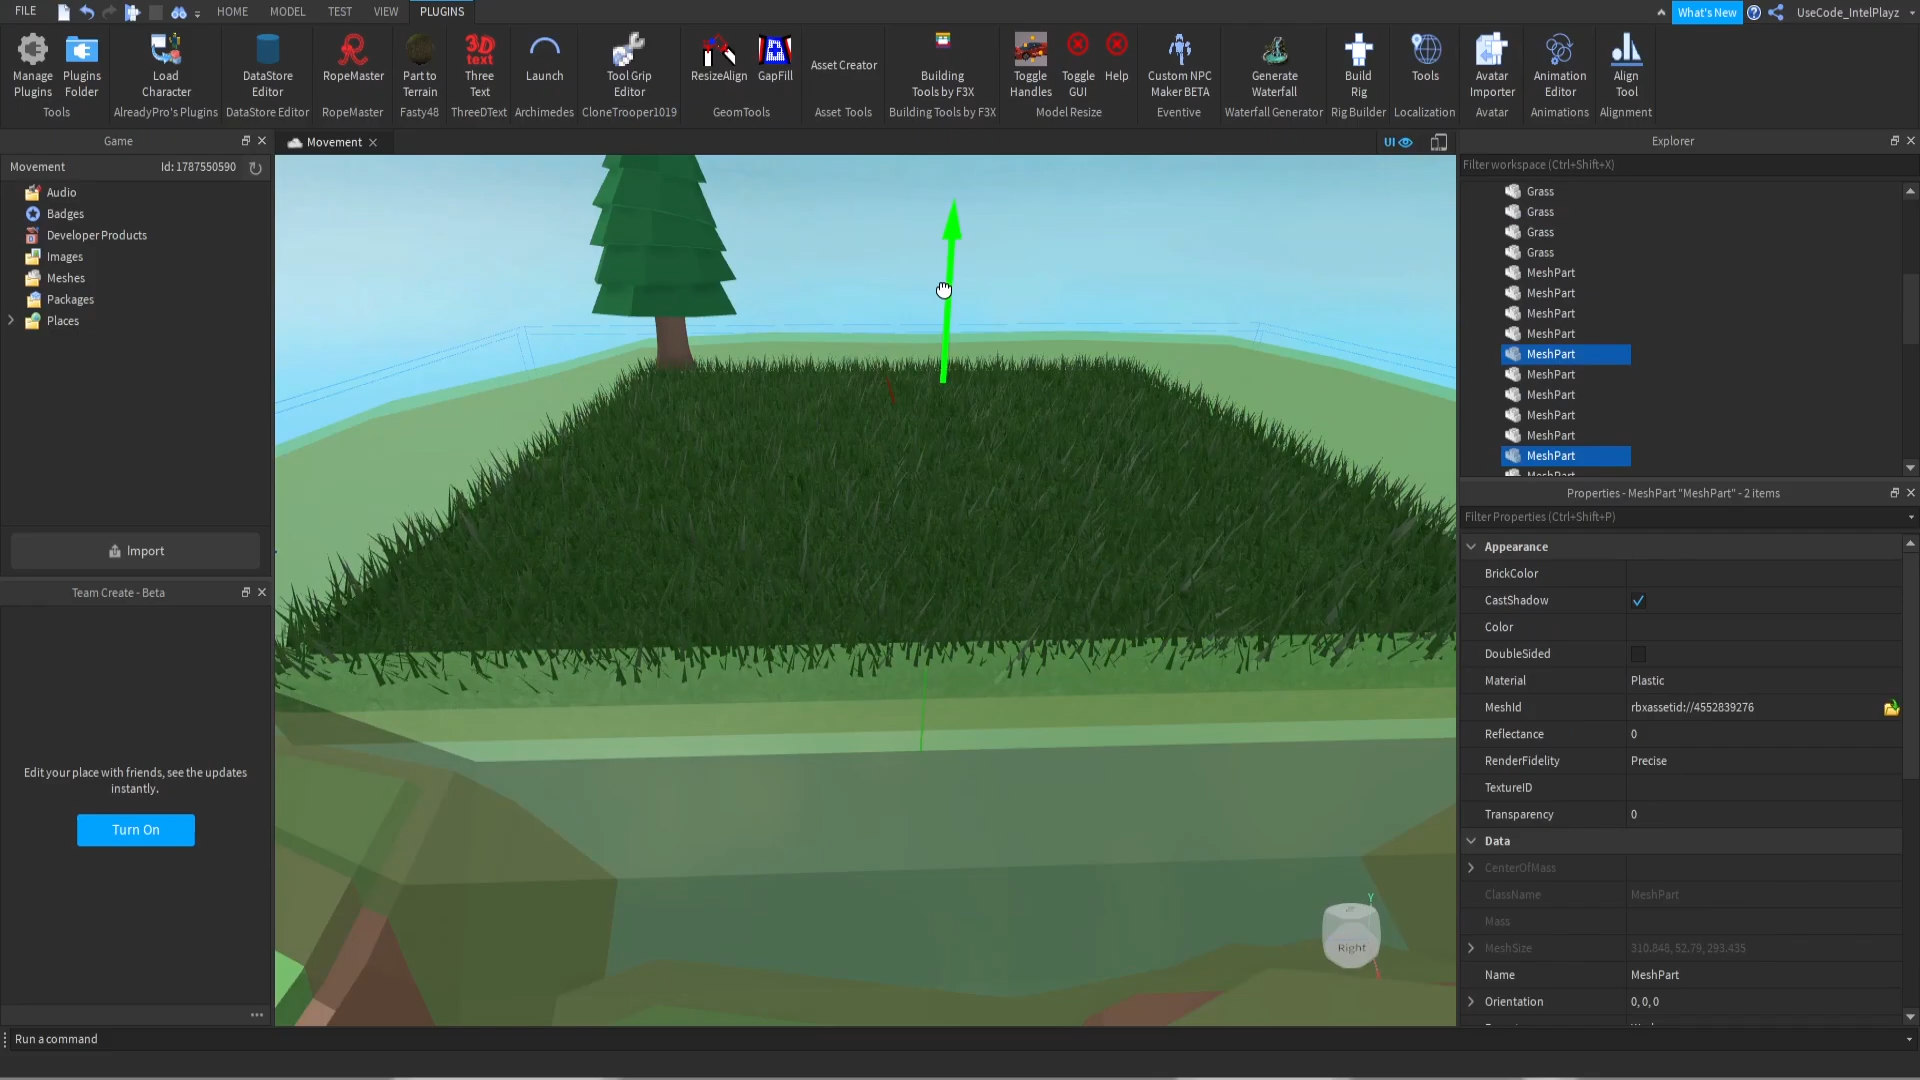 FILE
HOME
MODEL
TEST
VIEW
PLUGINS
What's New
UseCode_IntelPlayz
Manage Plugins
Plugins Folder
Load Character
DataStore Editor
RopeMaster
Part to Terrain
3D text
Three Text
Launch
Tool Grip Editor
ResizeAlign
GapFill
Asset Creator
Building Tools by F3X
Toggle Handles
Toggle GUI
Help
Custom NPC Maker BETA
Generate Waterfall
Build Rig
Tools
Avatar Importer
Animation Editor
Align Tool
Tools
AlreadyPro's Plugins
DataStore Editor
RopeMaster
Fasty48
ThreeDText
Archimedes
CloneTrooper1019
GeomTools
Asset Tools
Building Tools by F3X
Model Resize
Eventive
Waterfall Generator
Rig Builder
Localization
Avatar
Animations
Alignment
Game
Movement
Id: 1787550590
Audio
Badges
Developer Products
Images
Meshes
Packages
Places
Import
Team Create - Beta
Edit your place with friends, see the updates
instantly.
Turn On
Run a command
Movement
UI
Y
Right
Explorer
Filter workspace (Ctrl+Shift+X)
Grass
Grass
Grass
Grass
MeshPart
MeshPart
MeshPart
MeshPart
MeshPart
MeshPart
MeshPart
MeshPart
MeshPart
MeshPart
Properties - MeshPart "MeshPart" - 2 items
Filter Properties (Ctrl+Shift+P)
Appearance
BrickColor
CastShadow
Color
DoubleSided
Material Plastic
MeshId rbxassetid://4552839276
Reflectance 0
RenderFidelity Precise
TextureID
Transparency 0
Data
CenterOfMass
ClassName MeshPart
Mass
MeshSize 310.848, 52.79, 293.435
Name MeshPart
Orientation 0, 0, 0